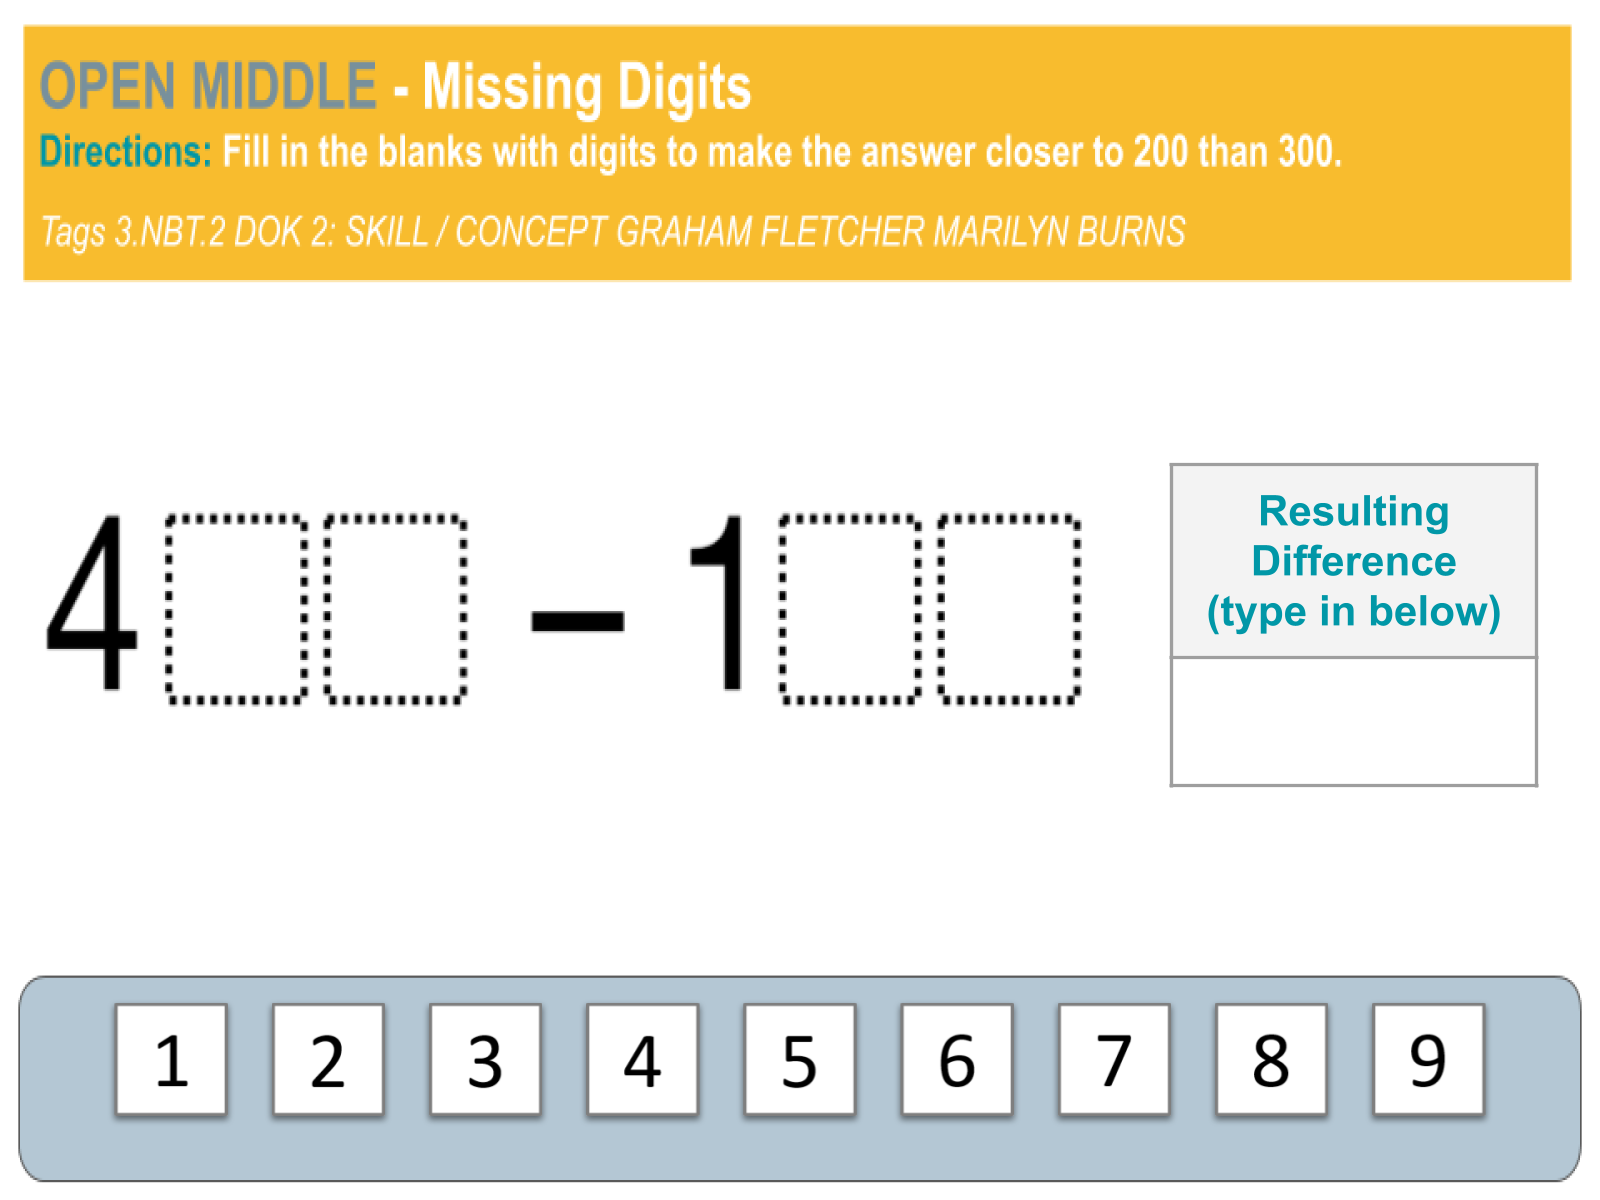 OPEN MIDDLE - Missing Digits
Directions: Fill in the blanks with digits to make the answer closer to 200 than 300.
Tags 3.NBT.2 DOK 2: SKILL / CONCEPT GRAHAM FLETCHER MARILYN BURNS
4 – 1
Resulting
Difference
(type in below)
1 2 3 4 5 6 7 8 9